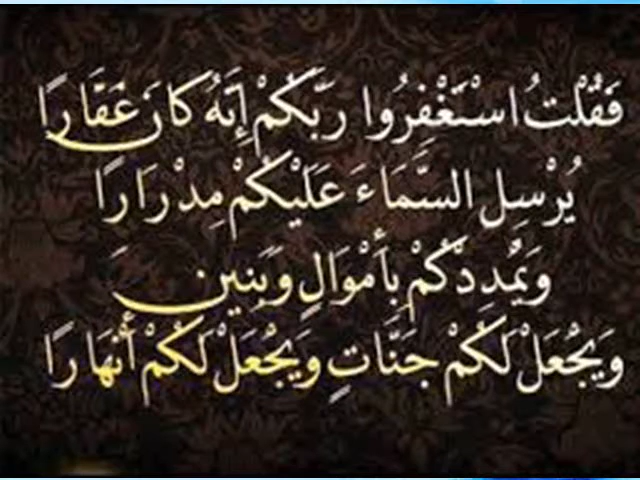 فَقُلْتُ اسْتَغْفِرُوا رَبَّكُمْ إِنَّهُ كَانَ غَفَّارًا
يُرْسِلِ السَّمَاءَ عَلَيْكُمْ مِدْرَارًا
وَيُمْدِدْكُمْ بِأَمْوَالٍ وَبَنِينَ
وَيَجْعَلْ لَكُمْ جَنَّاتٍ وَيَجْعَلْ لَكُمْ أَنْهَارًا